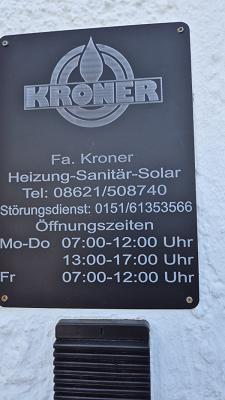 KRONER
Fa. Kroner
Heizung-Sanitär-Solar
Tel: 08621/508740
Störungsdienst: 0151/61353566
Öffnungszeiten
Mo-Do 07:00-12:00 Uhr
13:00-17:00 Uhr
Fr 07:00-12:00 Uhr